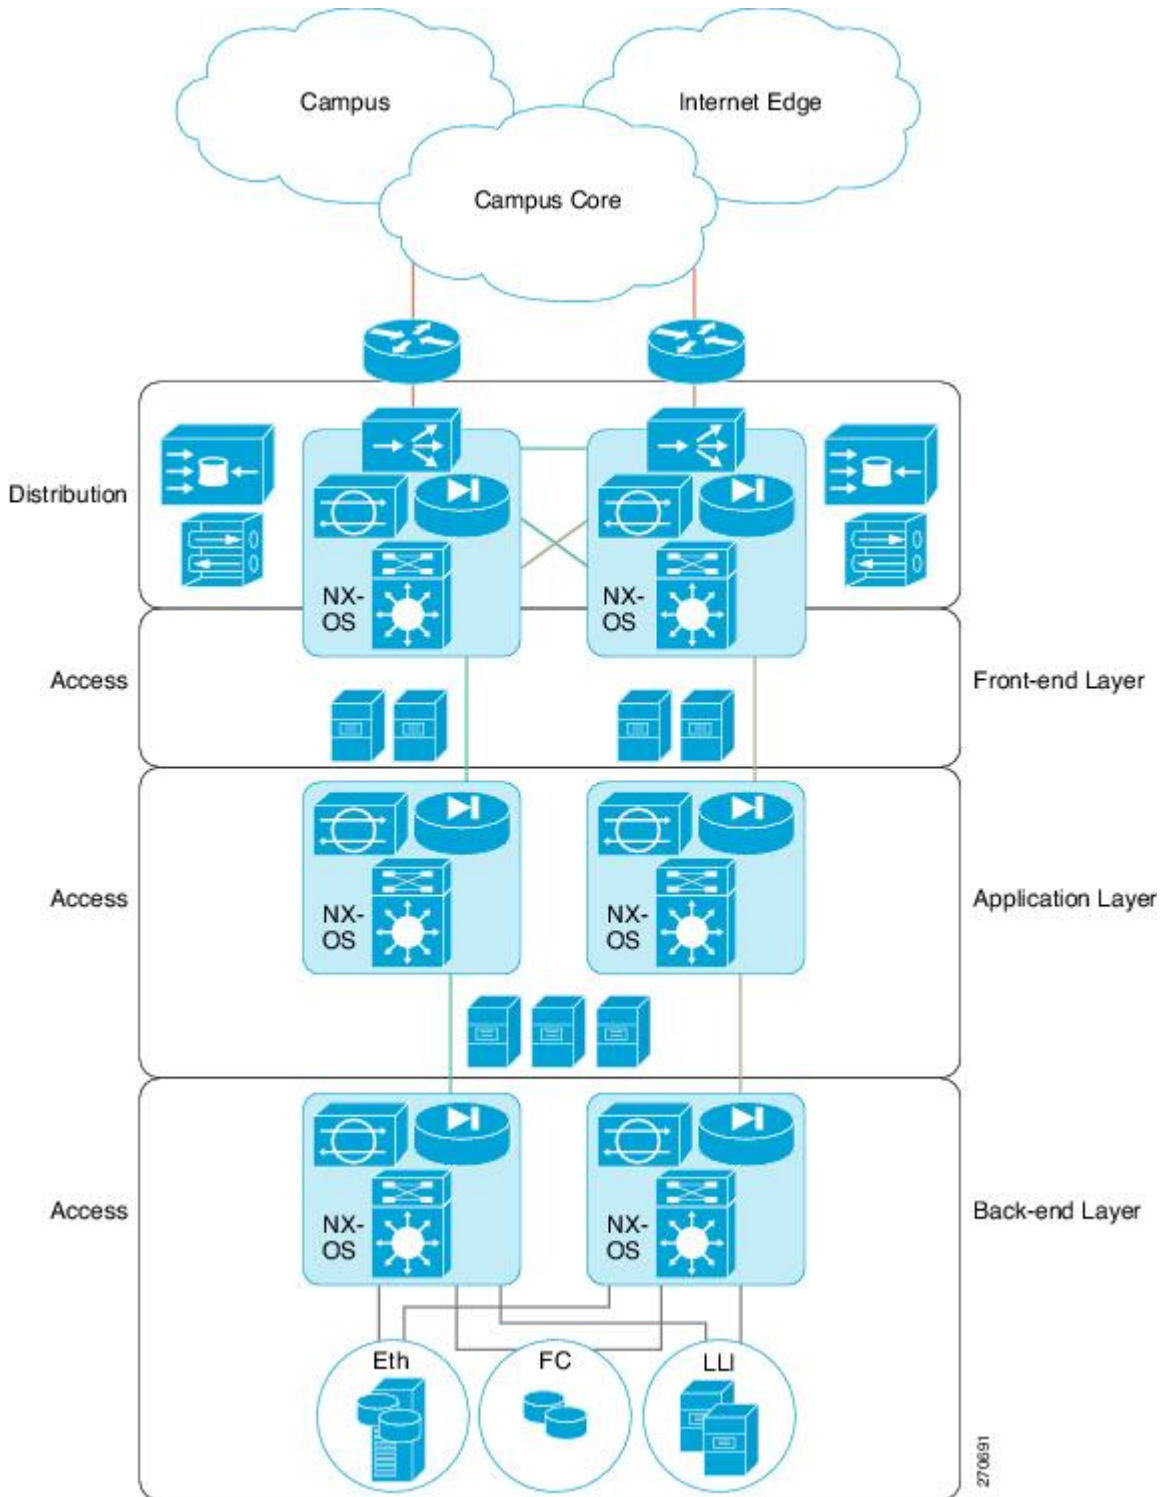 Campus
Internet Edge
Campus Core
Distribution
NX-
OS
NX-
OS
Access
Front-end Layer
Access
NX-
OS
NX-
OS
Application Layer
Access
NX-
OS
NX-
OS
Back-end Layer
Eth
FC
LLI
270691